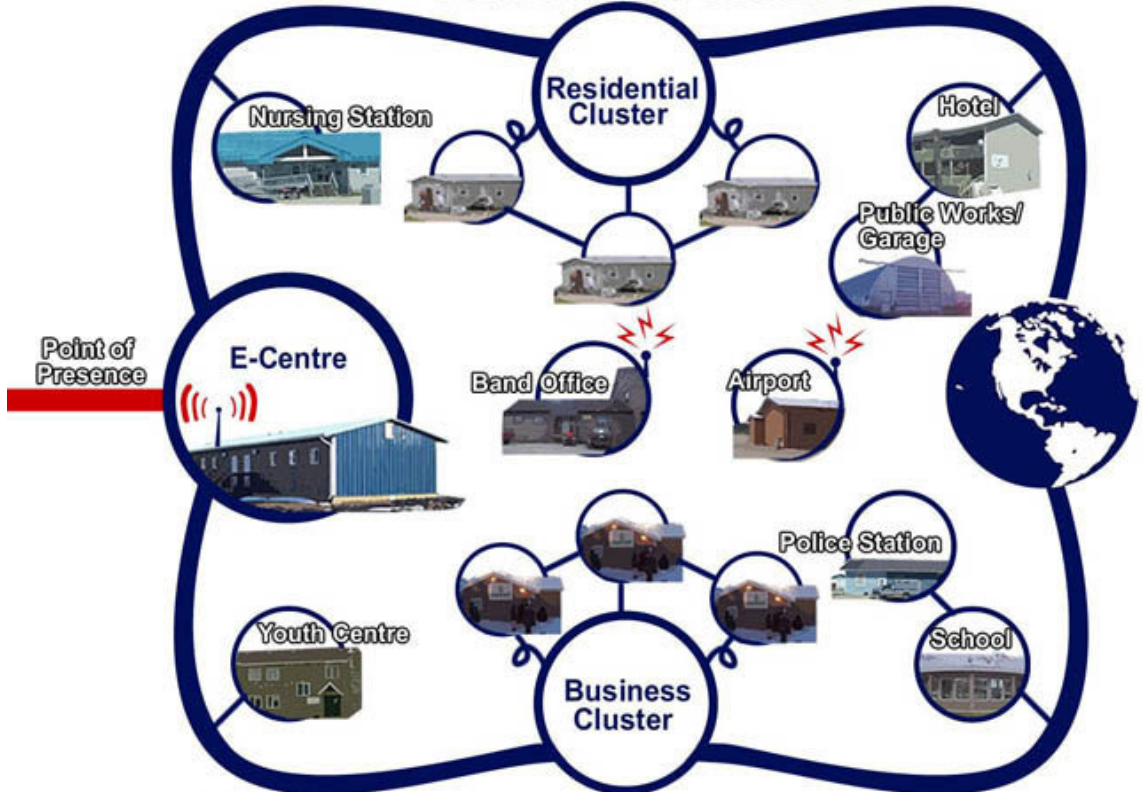 Residential
Cluster
Nursing Station
Hotel
Public Works/
Garage
Point of
Presence
E-Centre
Band Office
Airport
Police Station
Youth Centre
School
Business
Cluster